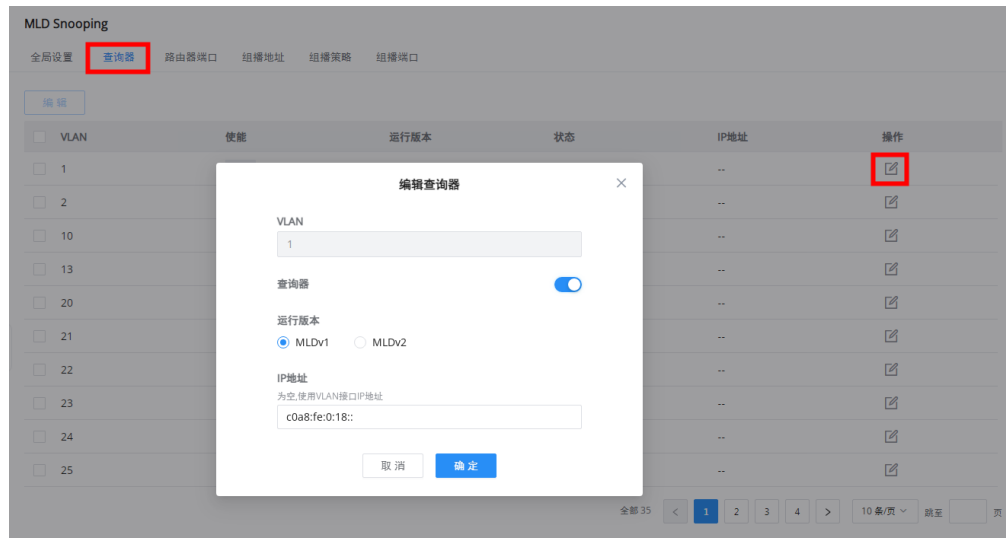 MLD Snooping
全局设置 查询器 路由器端口 组播地址 组播策略 组播端口
编 辑
VLAN 使能 运行版本 状态 IP地址 操作
1 --
2 --
10 --
13 --
20 --
21 --
22 --
23 --
24 --
25 --
编辑查询器
VLAN
1
查询器
运行版本
MLDv1 MLDv2
IP地址
为空,使用VLAN接口IP地址
c0a8:fe:0:18::
取 消 确 定
全部 35 < 1 2 3 4 > 10 条/页 跳至 页